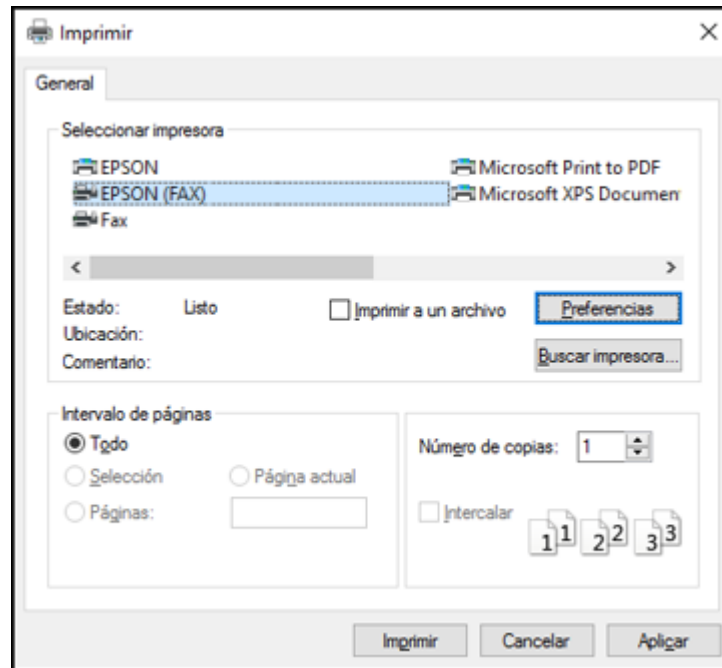 Imprimir
General
Seleccionar impresora
EPSON
Microsoft Print to PDF
EPSON (FAX)
Microsoft XPS Documen
Fax
Estado: Listo
Imprimir a un archivo
Preferencias
Ubicación:
Comentario:
Buscar impresora...
Intervalo de páginas
Todo
Selección
Página actual
Páginas:
Número de copias: 1
Intercalar
1 1 2 2 3 3
Imprimir Cancelar Aplicar